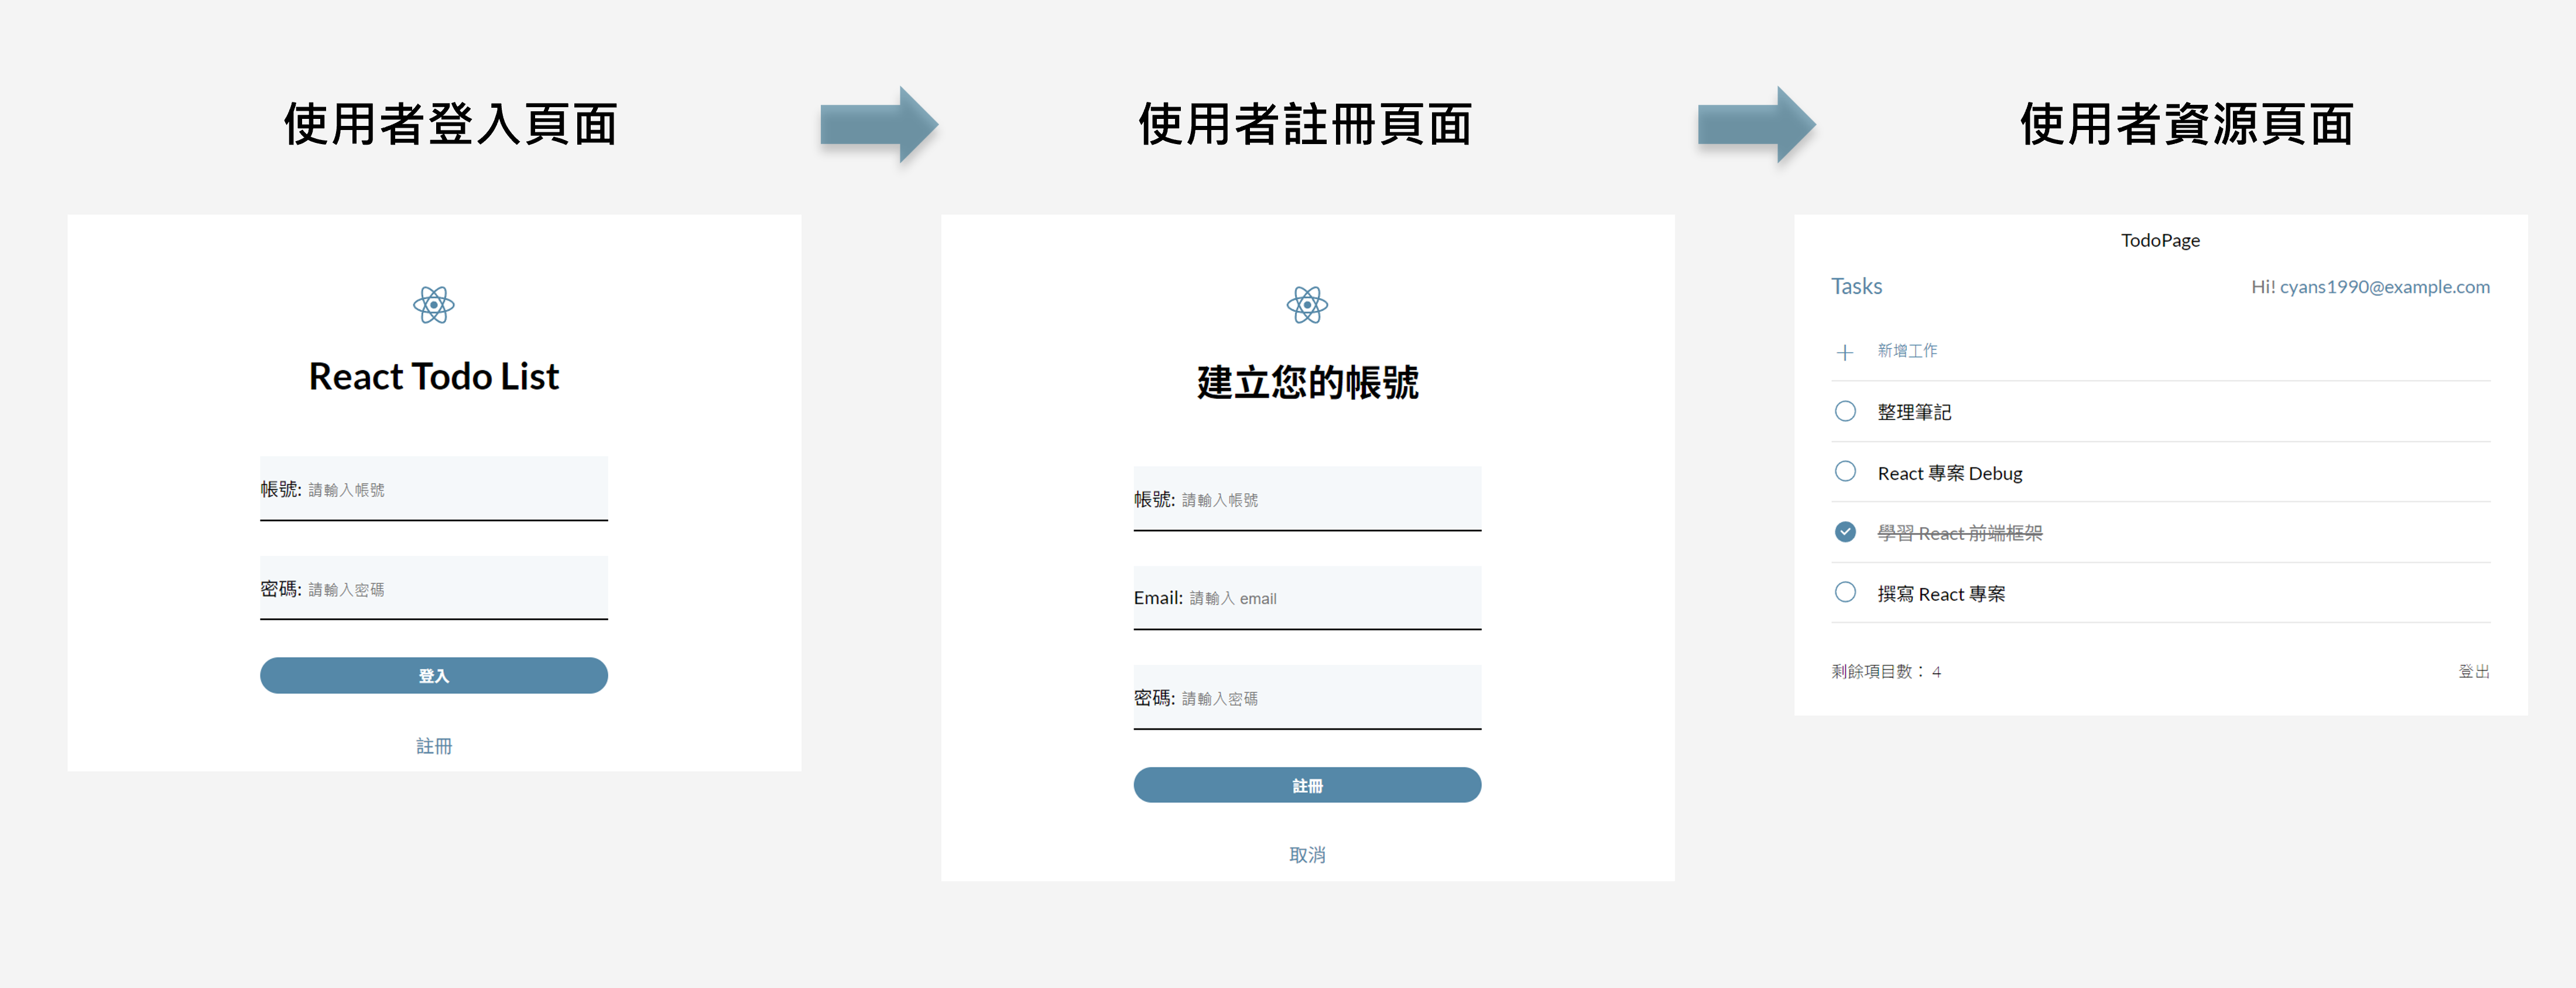 使用者登入頁面
使用者註冊頁面
使用者資源頁面
React Todo List
帳號: 請輸入帳號
密碼: 請輸入密碼
登入
註冊
建立您的帳號
帳號: 請輸入帳號
Email: 請輸入 email
密碼: 請輸入密碼
註冊
取消
TodoPage
Tasks
Hi! cyans1990@example.com
新增工作
整理筆記
React 專案 Debug
學習 React 前端框架
撰寫 React 專案
剩餘項目數： 4
登出